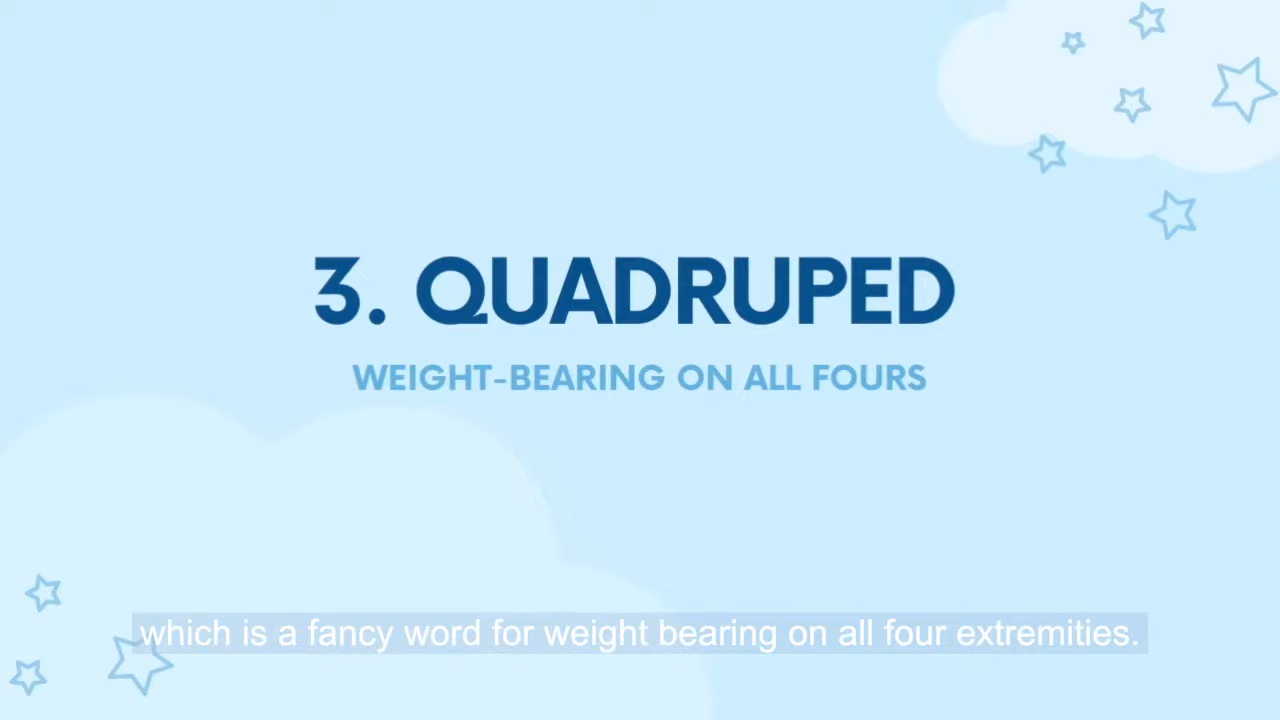 3. QUADRUPED
WEIGHT-BEARING ON ALL FOURS
which is a fancy word for weight bearing on all four extremities.